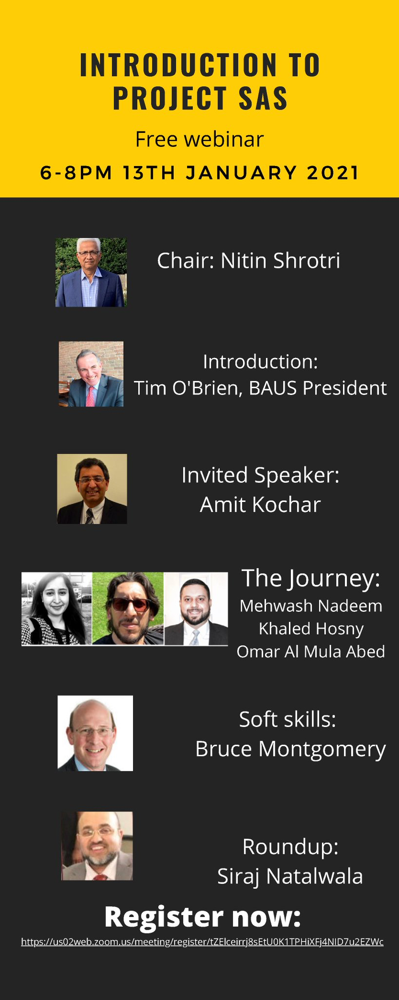 INTRODUCTION TO
PROJECT SAS
Free webinar
6-8PM 13TH JANUARY 2021
Chair: Nitin Shrotri
Introduction:
Tim O'Brien, BAUS President
Invited Speaker:
Amit Kochar
The Journey:
Mehwash Nadeem
Khaled Hosny
Omar Al Mula Abed
Soft skills:
Bruce Montgomery
Roundup:
Siraj Natalwala
Register now:
https://us02web.zoom.us/meeting/register/tZElceirrj8sEtU0K1TPHiXFj4NID7u2EZWc